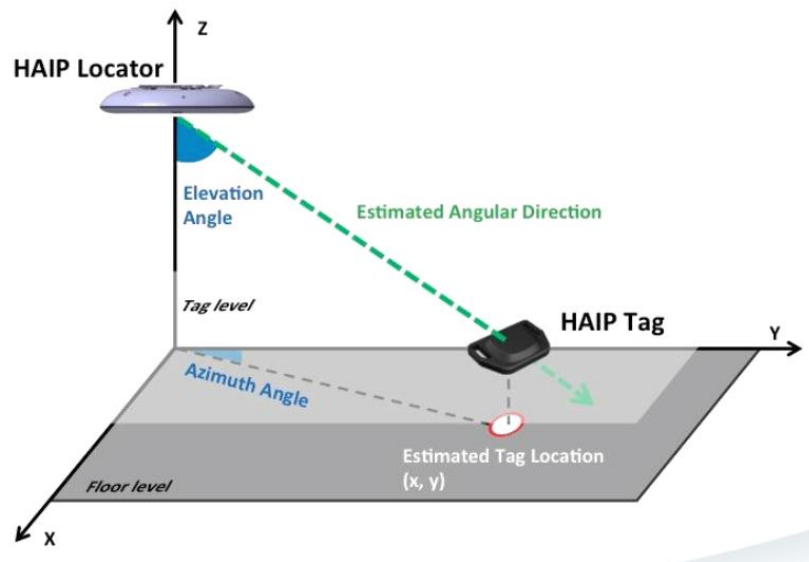 Z
HAIP Locator
Elevation
Angle
Estimated Angular Direction
Tag level
HAIP Tag
Y
Azimuth Angle
Estimated Tag Location
(x, y)
Floor level
X